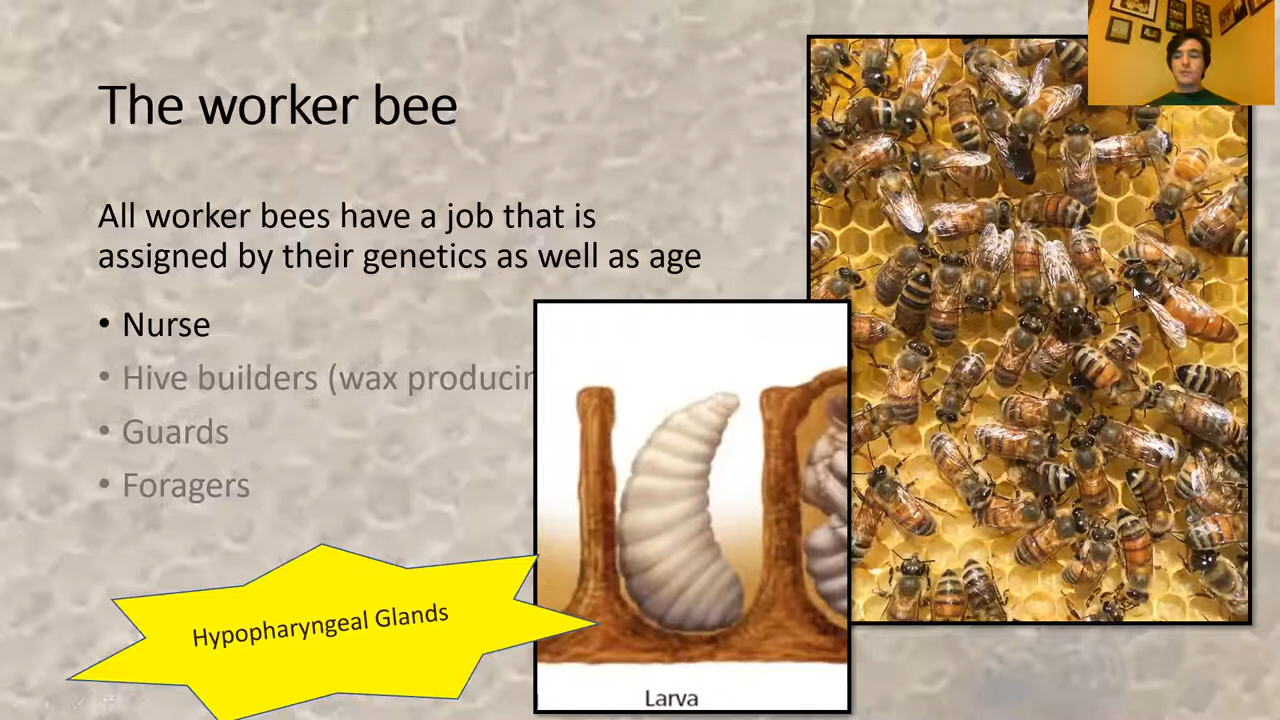 The worker bee
All worker bees have a job that is
assigned by their genetics as well as age
• Nurse
• Hive builders (wax producin
• Guards
• Foragers
Hypopharyngeal Glands
Larva